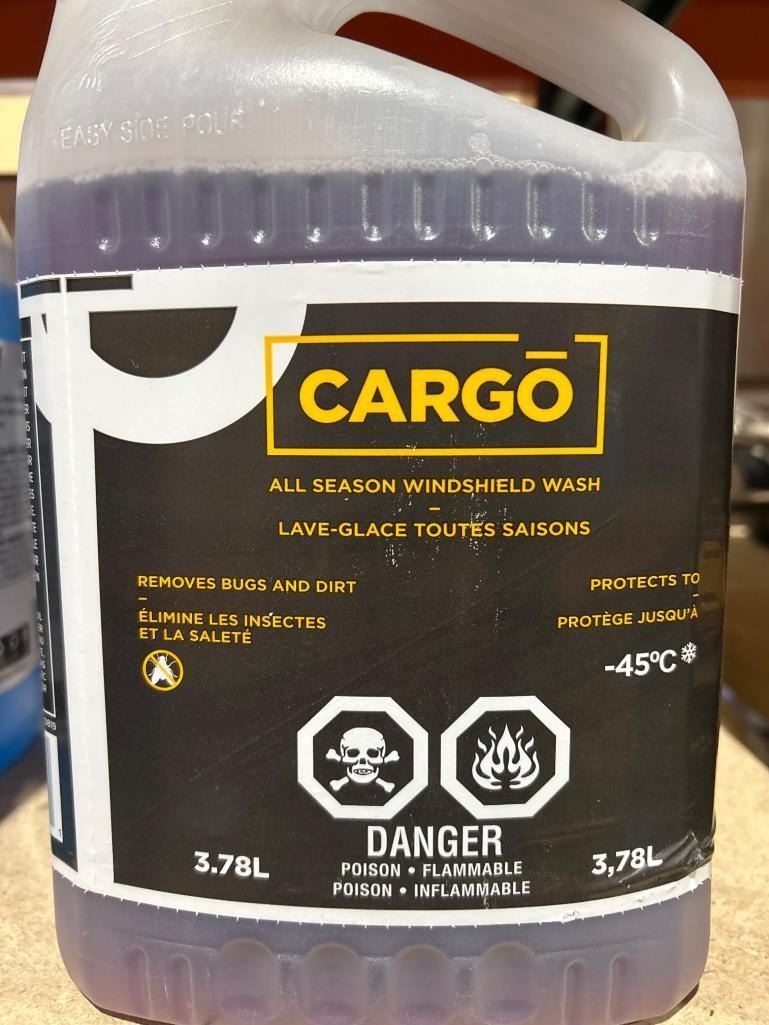 EASY SIDE POUR
CARGŌ
ALL SEASON WINDSHIELD WASH
–
LAVE-GLACE TOUTES SAISONS
REMOVES BUGS AND DIRT
–
ÉLIMINE LES INSECTES
ET LA SALETÉ
PROTECTS TO
–
PROTÈGE JUSQU'À
-45ºC
DANGER
POISON • FLAMMABLE
POISON • INFLAMMABLE
3.78L
3,78L